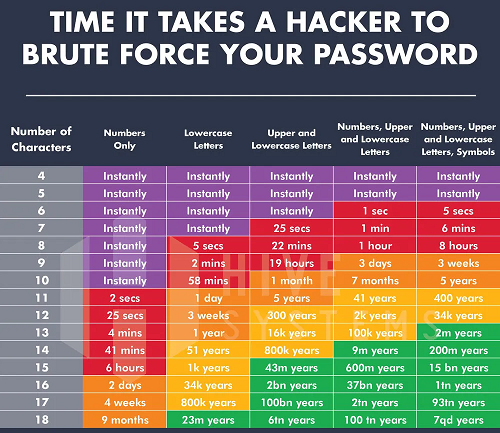 TIME IT TAKES A HACKER TO
BRUTE FORCE YOUR PASSWORD
Number of Characters Numbers Only Lowercase Letters Upper and Lowercase Letters Numbers, Upper and Lowercase Letters Numbers, Upper and Lowercase Letters, Symbols
4 Instantly Instantly Instantly Instantly Instantly
5 Instantly Instantly Instantly Instantly Instantly
6 Instantly Instantly Instantly 1 sec 5 secs
7 Instantly Instantly 25 secs 1 min 6 mins
8 Instantly 5 secs 22 mins 1 hour 8 hours
9 Instantly 2 mins 19 hours 3 days 3 weeks
10 Instantly 58 mins 1 month 7 months 5 years
11 2 secs 1 day 5 years 41 years 400 years
12 25 secs 3 weeks 300 years 2k years 34k years
13 4 mins 1 year 16k years 100k years 2m years
14 41 mins 51 years 800k years 9m years 200m years
15 6 hours 1k years 43m years 600m years 15 bn years
16 2 days 34k years 2bn years 37bn years 1tn years
17 4 weeks 800k years 100bn years 2tn years 93tn years
18 9 months 23m years 6tn years 100 tn years 7qd years
HIVE
SYSTEMS